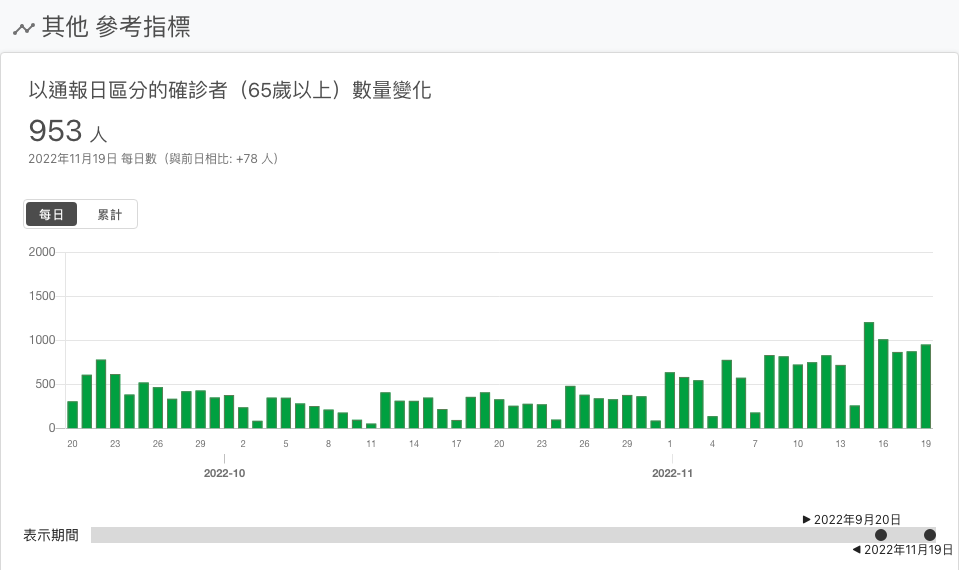 其他 參考指標
以通報日區分的確診者（65歲以上）數量變化
953 人
2022年11月19日 每日數（與前日相比: +78 人）
每日 累計
2000
1500
1000
500
0
20 23 26 29 2 5 8 11 14 17 20 23 26 29 1 4 7 10 13 16 19
2022-10 2022-11
2022年9月20日
表示期間
2022年11月19日